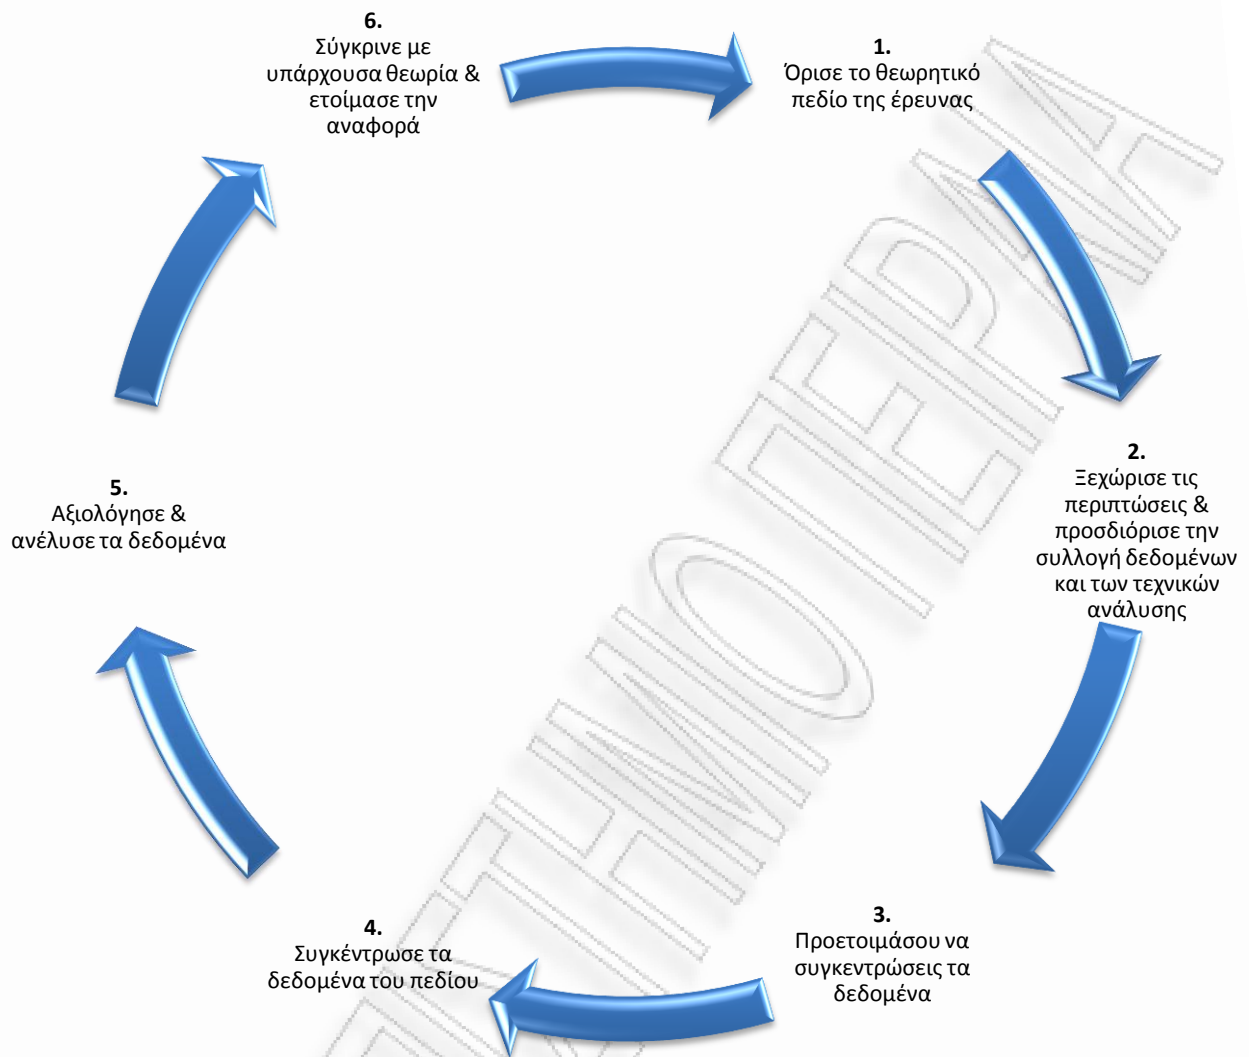 1.
Όρισε το θεωρητικό
πεδίο της έρευνας
2.
Ξεχώρισε τις
περιπτώσεις &
προσδιόρισε την
συλλογή δεδομένων
και των τεχνικών
ανάλυσης
3.
Προετοιμάσου να
συγκεντρώσεις τα
δεδομένα
4.
Συγκέντρωσε τα
δεδομένα του πεδίου
5.
Αξιολόγησε &
ανέλυσε τα δεδομένα
6.
Σύγκρινε με
υπάρχουσα θεωρία &
ετοίμασε την
αναφορά